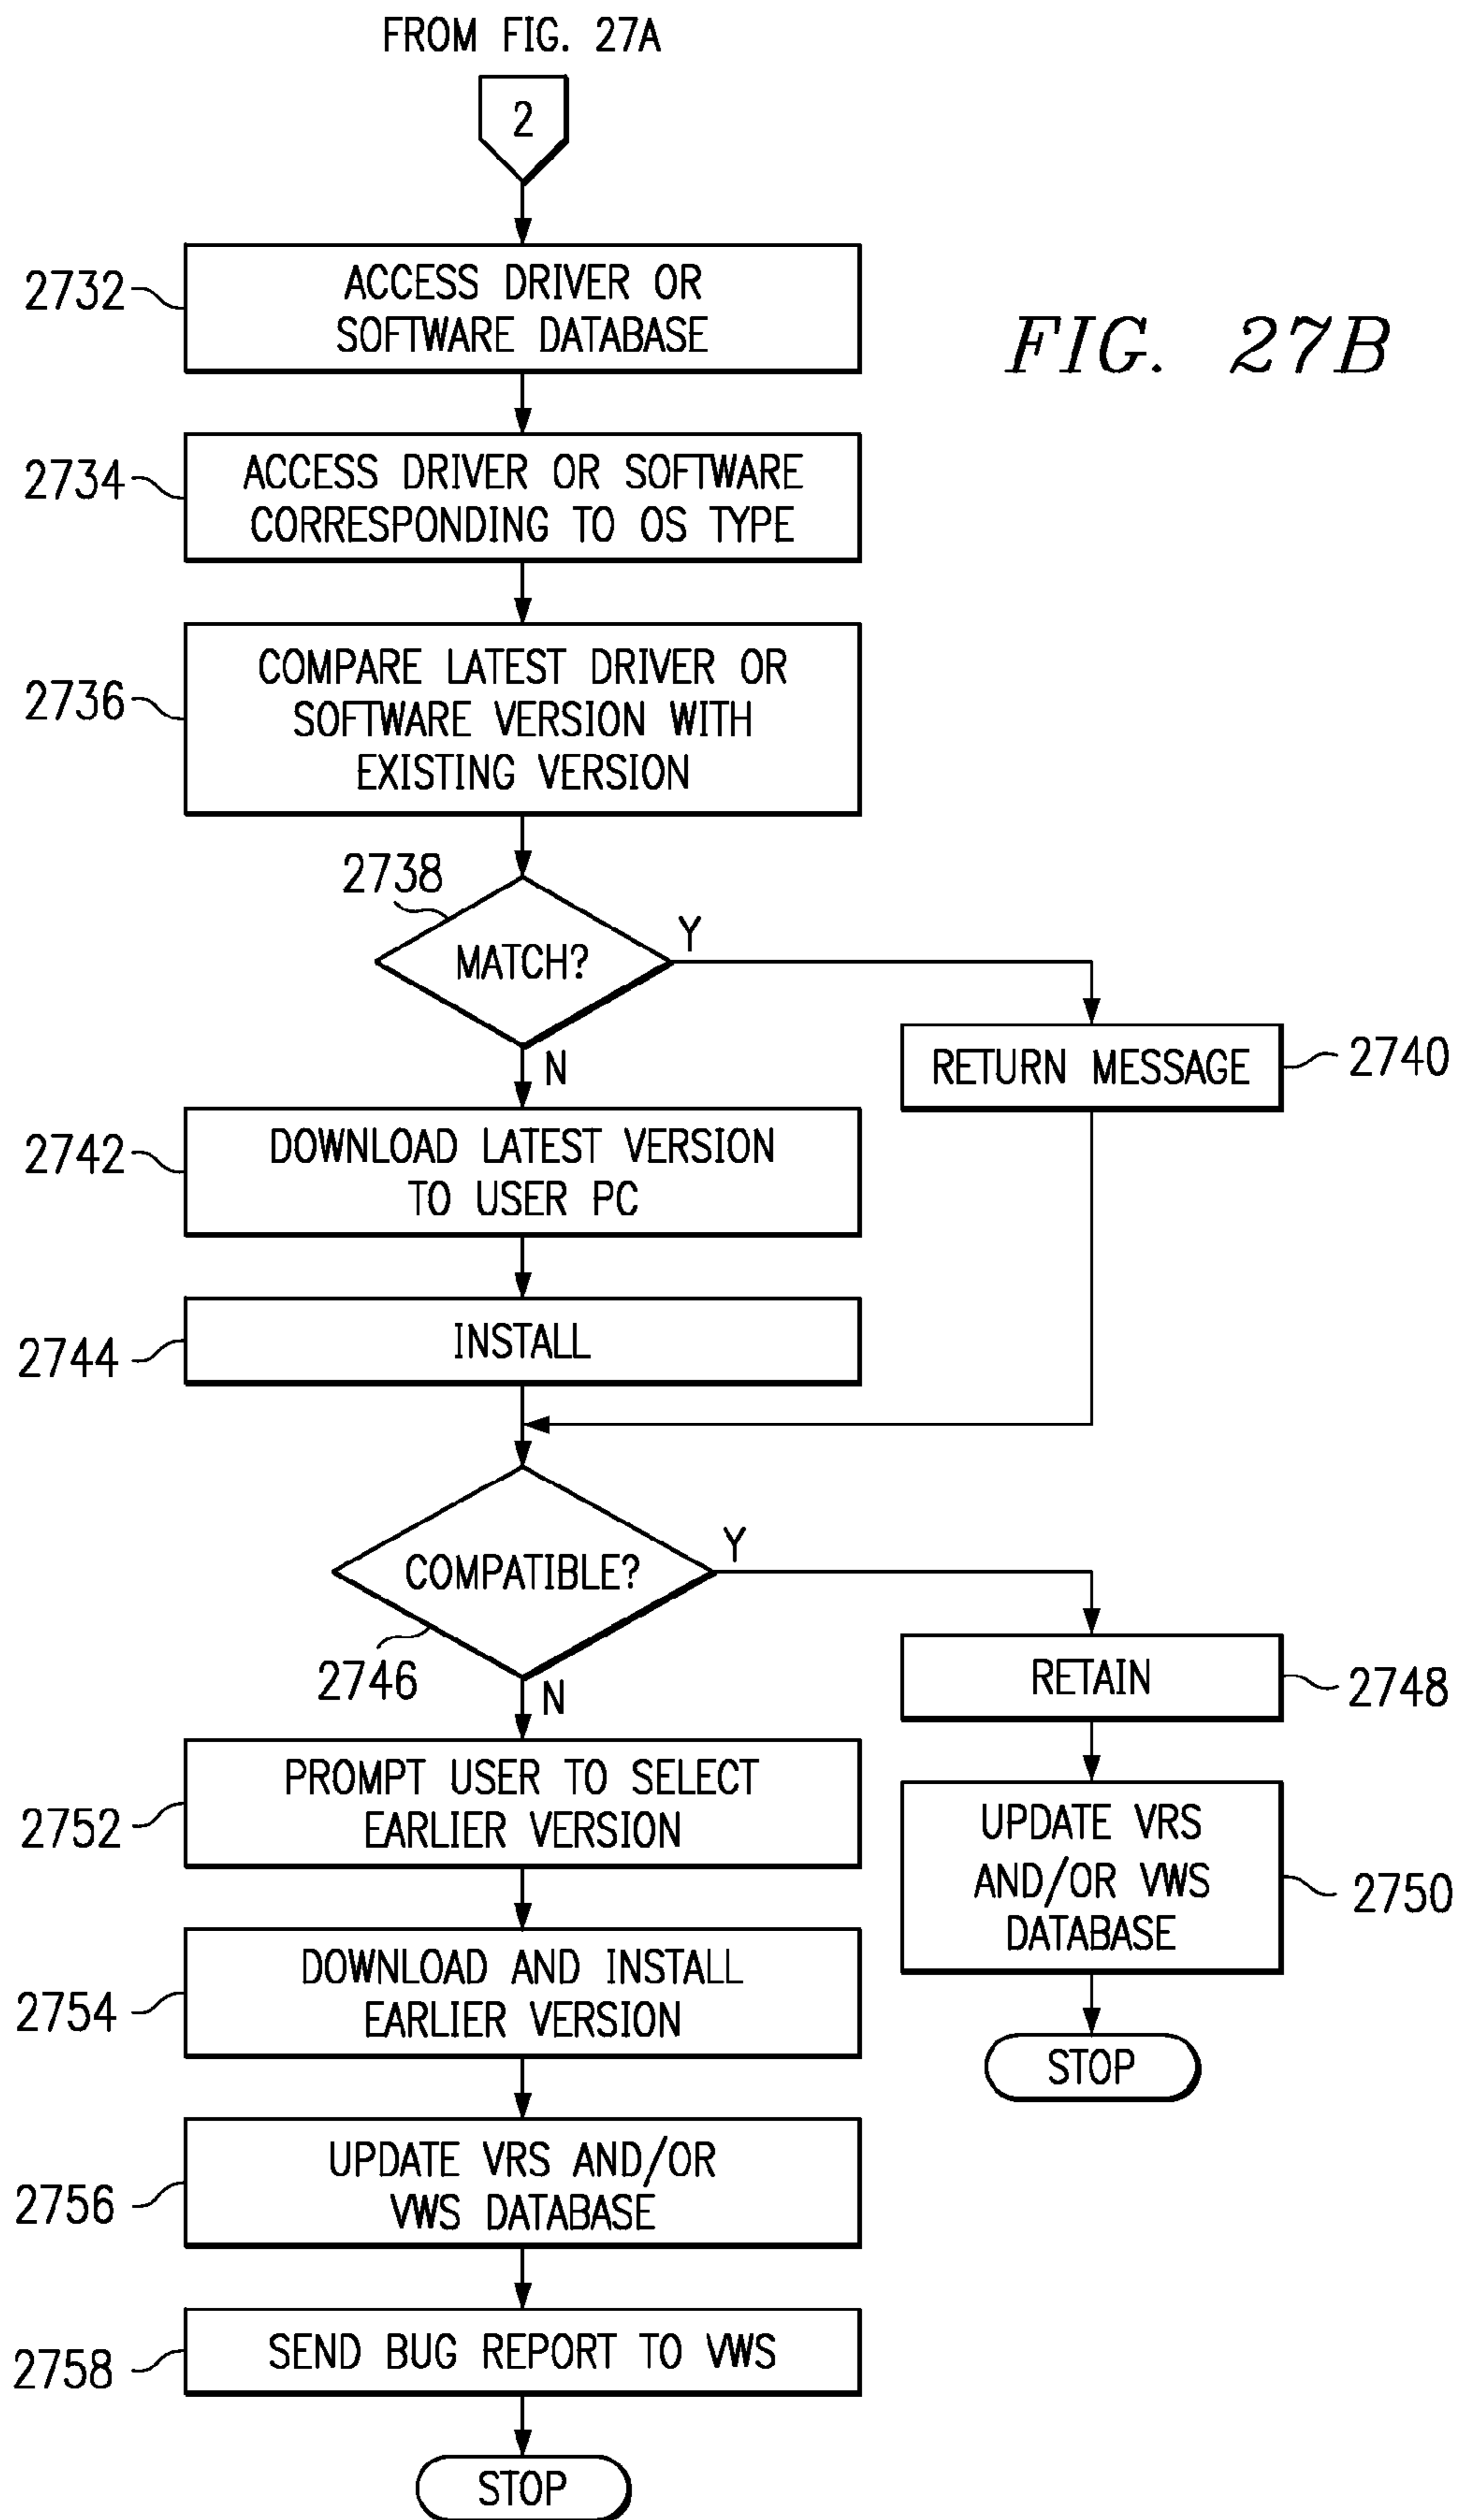 FROM FIG. 27A
2
2732
ACCESS DRIVER OR
SOFTWARE DATABASE
FIG. 27B
2734
ACCESS DRIVER OR SOFTWARE
CORRESPONDING TO OS TYPE
2736
COMPARE LATEST DRIVER OR
SOFTWARE VERSION WITH
EXISTING VERSION
2738
MATCH?
Y
N
RETURN MESSAGE
2740
2742
DOWNLOAD LATEST VERSION
TO USER PC
2744
INSTALL
COMPATIBLE?
Y
2746
N
RETAIN
2748
2752
PROMPT USER TO SELECT
EARLIER VERSION
UPDATE VRS
AND/OR VWS
DATABASE
2750
2754
DOWNLOAD AND INSTALL
EARLIER VERSION
STOP
2756
UPDATE VRS AND/OR
VWS DATABASE
2758
SEND BUG REPORT TO VWS
STOP